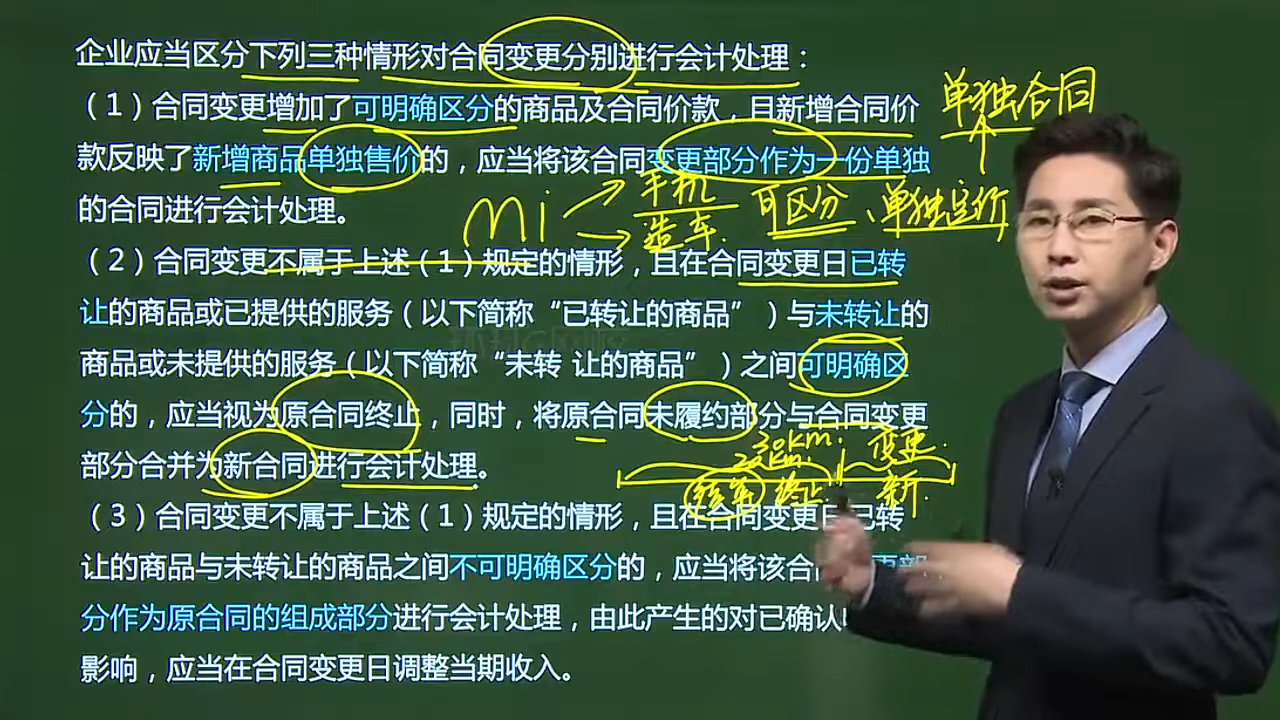 企业应当区分下列三种情形对合同变更分别进行会计处理：
（1）合同变更增加了可明确区分的商品及合同价款，且新增合同价
单独合同
款反映了新增商品单独售价的，应当将该合同变更部分作为一份单独
的合同进行会计处理。
mi
手机
造车.
可区分、单独定价
（2）合同变更不属于上述（1）规定的情形，且在合同变更日已转
让的商品或已提供的服务（以下简称“已转让的商品”）与未转让的
商品或未提供的服务（以下简称“未转 让的商品”）之间可明确区
分的，应当视为原合同终止，同时，将原合同未履约部分与合同变更
30km.
变更.
20km.
部分合并为新合同进行会计处理。
结算
终止
新.
（3）合同变更不属于上述（1）规定的情形，且在合同变更日已转
让的商品与未转让的商品之间不可明确区分的，应当将该合 更部
分作为原合同的组成部分进行会计处理，由此产生的对已确认
影响，应当在合同变更日调整当期收入。